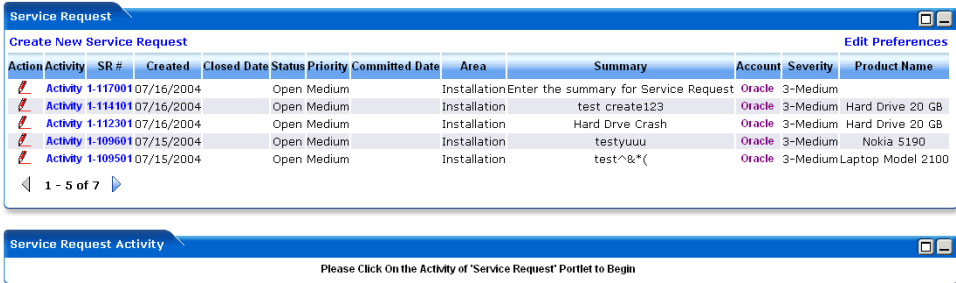 Service Request
Create New Service Request Edit Preferences
Action Activity SR # Created Closed Date Status Priority Committed Date Area Summary Account Severity Product Name
Activity 1-117001 07/16/2004 Open Medium Installation Enter the summary for Service Request Oracle 3-Medium
Activity 1-114101 07/16/2004 Open Medium Installation test create123 Oracle 3-Medium Hard Drive 20 GB
Activity 1-112301 07/16/2004 Open Medium Installation Hard Drve Crash Oracle 3-Medium Hard Drive 20 GB
Activity 1-109601 07/15/2004 Open Medium Installation testyuuu Oracle 3-Medium Nokia 5190
Activity 1-109501 07/15/2004 Open Medium Installation test^&*( Oracle 3-Medium Laptop Model 2100
1 - 5 of 7
Service Request Activity
Please Click On the Activity of 'Service Request' Portlet to Begin